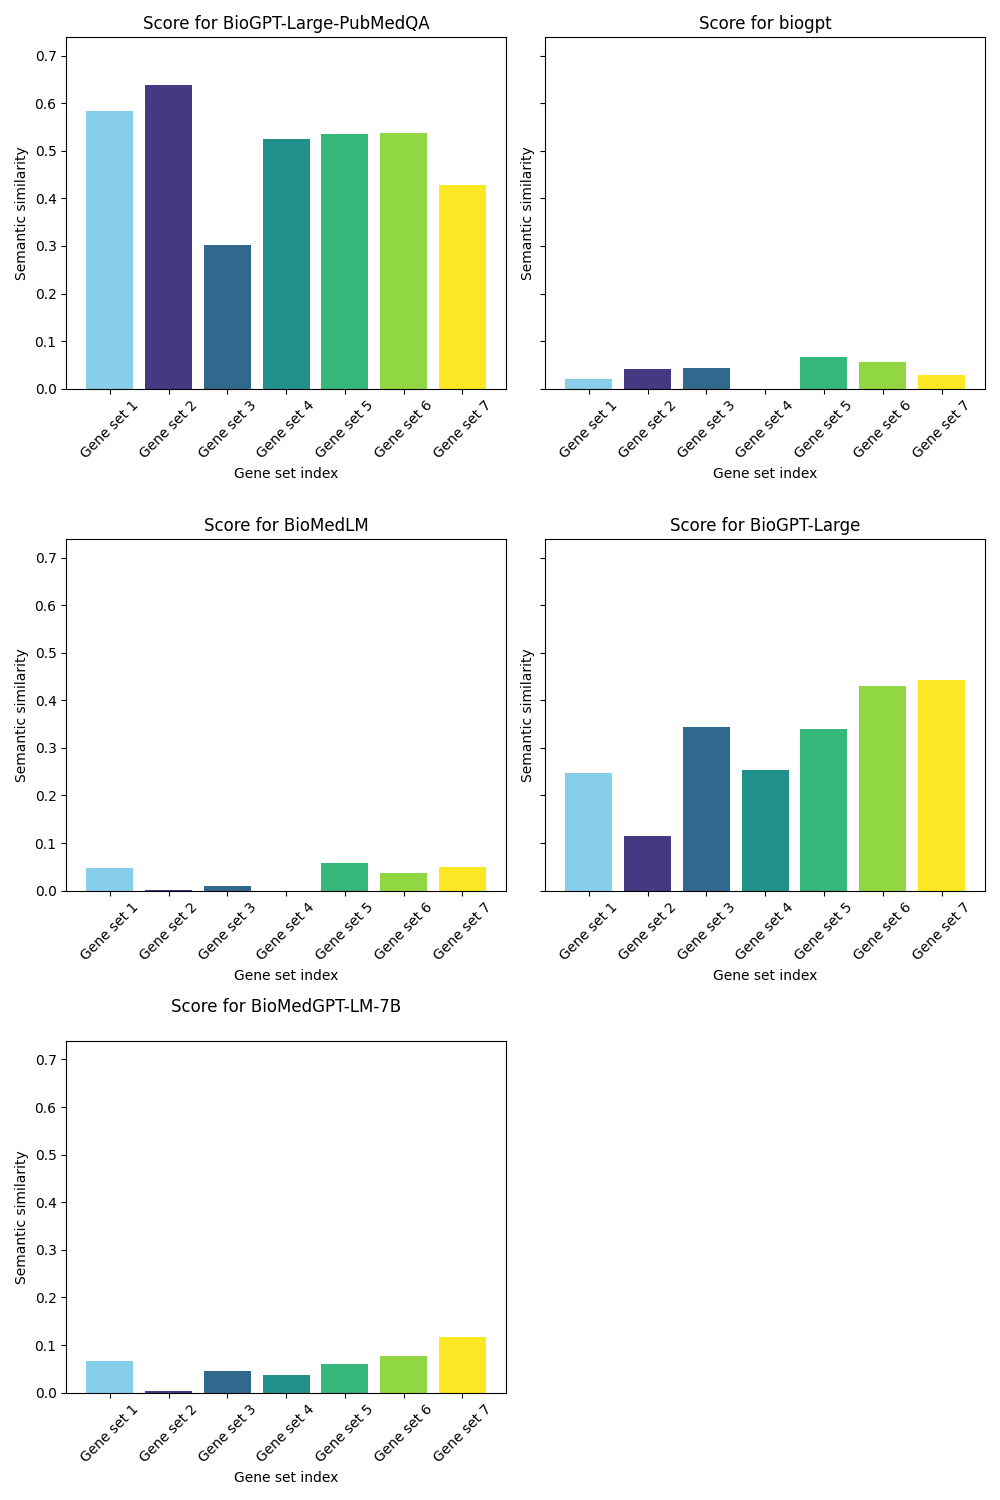 Score for BioGPT-Large-PubMedQA
Semantic similarity
0.7
0.6
0.5
0.4
0.3
0.2
0.1
0.0
Gene set 1
Gene set 2
Gene set 3
Gene set 4
Gene set 5
Gene set 6
Gene set 7
Gene set index
Score for biogpt
Semantic similarity
Gene set 1
Gene set 2
Gene set 3
Gene set 4
Gene set 5
Gene set 6
Gene set 7
Gene set index
Score for BioMedLM
Semantic similarity
0.7
0.6
0.5
0.4
0.3
0.2
0.1
0.0
Gene set 1
Gene set 2
Gene set 3
Gene set 4
Gene set 5
Gene set 6
Gene set 7
Gene set index
Score for BioGPT-Large
Semantic similarity
Gene set 1
Gene set 2
Gene set 3
Gene set 4
Gene set 5
Gene set 6
Gene set 7
Gene set index
Score for BioMedGPT-LM-7B
Semantic similarity
0.7
0.6
0.5
0.4
0.3
0.2
0.1
0.0
Gene set 1
Gene set 2
Gene set 3
Gene set 4
Gene set 5
Gene set 6
Gene set 7
Gene set index